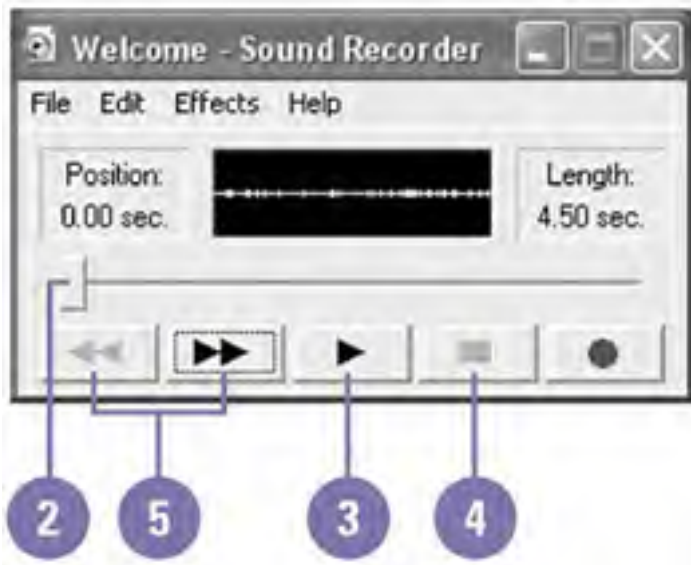 Welcome - Sound Recorder
File Edit Effects Help
Position:
0.00 sec.
Length:
4.50 sec.
2 5 3 4